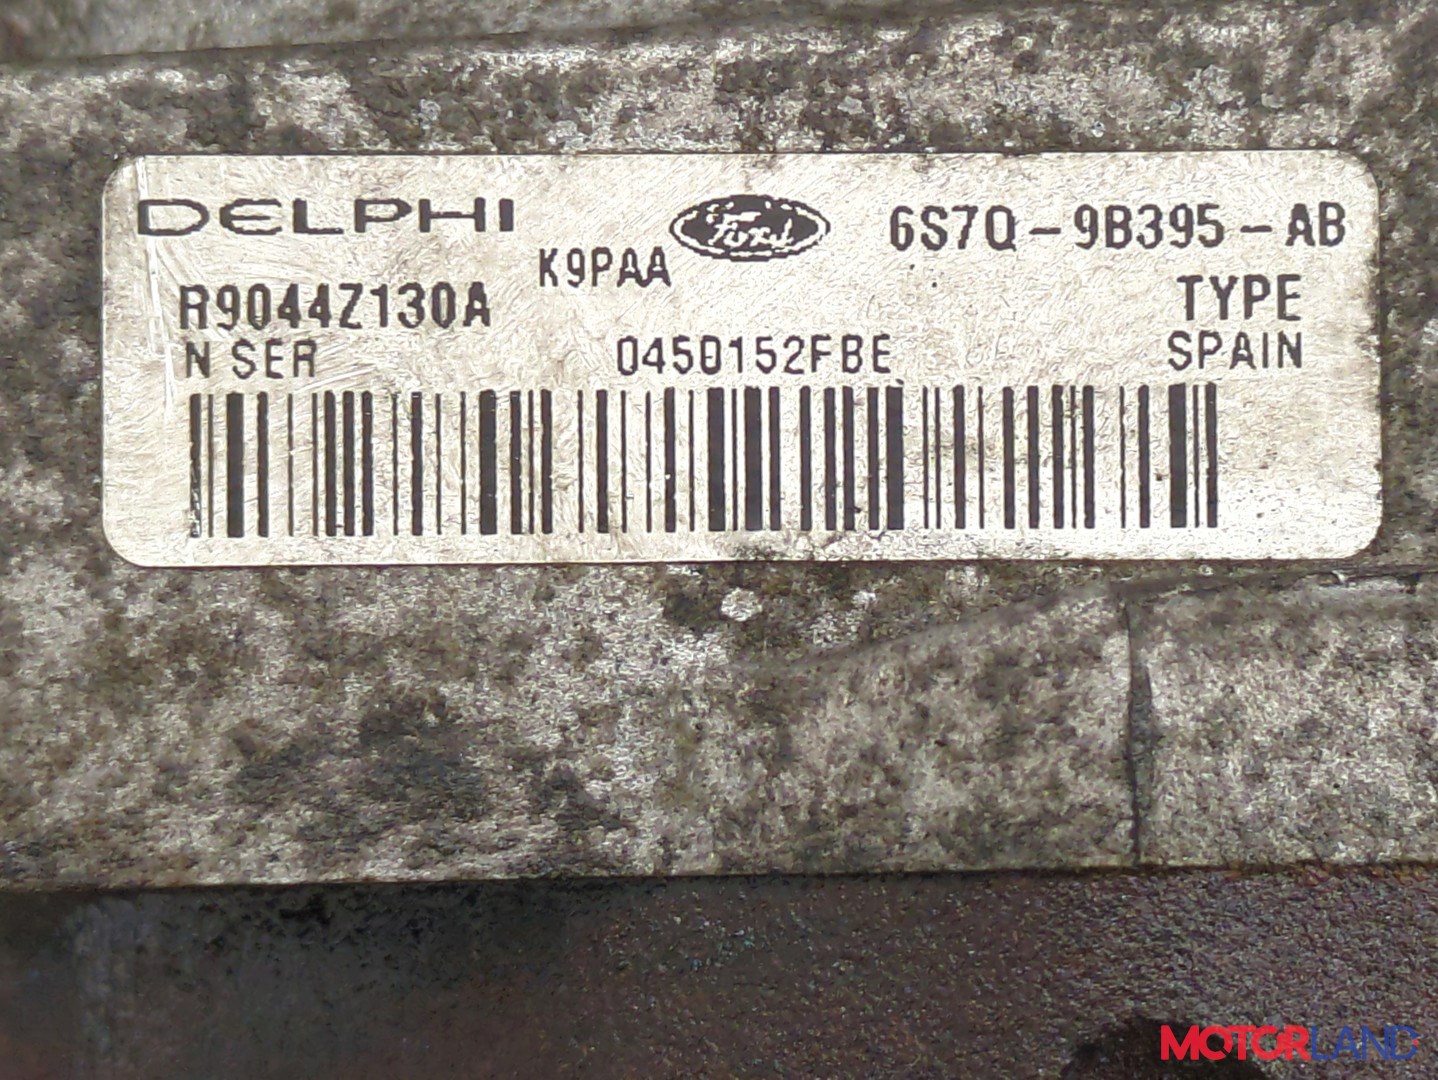 DELPHI
Ford
6S7Q-9B395-AB
K9PAA
R9044Z130A
TYPE
N SER
0450152FBE
SPAIN
MOTORLAND